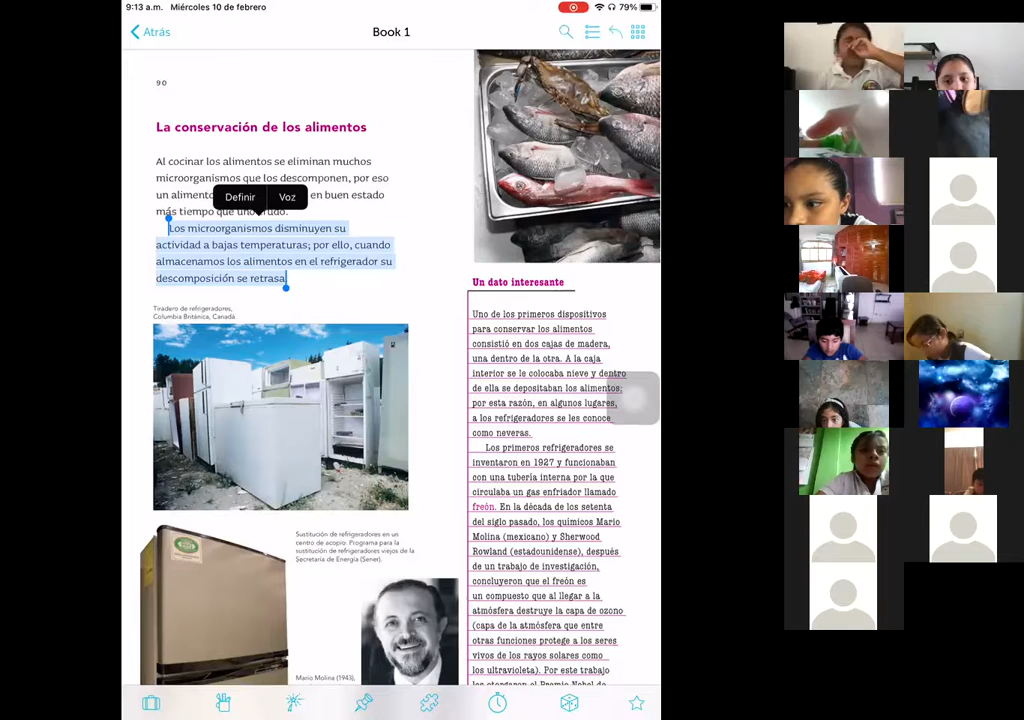 9:13 a.m. Miércoles 10 de febrero
79%
Atrás
Book 1
90
La conservación de los alimentos
Al cocinar los alimentos se eliminan muchos
microorganismos que los descomponen, por eso
un alimento en buen estado
más tiempo que uno crudo.
Definir
Voz
Los microorganismos disminuyen su
actividad a bajas temperaturas; por ello, cuando
almacenamos los alimentos en el refrigerador su
descomposición se retrasa
Tiradero de refrigeradores,
Columbia Británica, Canadá.
Sustitución de refrigeradores en un
centro de acopio. Programa para la
sustitución de refrigeradores viejos de la
Secretaría de Energía (Sener).
Mario Molina (1943),
Un dato interesante
Uno de los primeros dispositivos
para conservar los alimentos
consistió en dos cajas de madera,
una dentro de la otra. A la caja
interior se le colocaba nieve y dentro
de ella se depositaban los alimentos;
por esta razón, en algunos lugares,
a los refrigeradores se les conoce
como neveras.
Los primeros refrigeradores se
inventaron en 1927 y funcionaban
con una tubería interna por la que
circulaba un gas enfriador llamado
freón. En la década de los setenta
del siglo pasado, los químicos Mario
Molina (mexicano) y Sherwood
Rowland (estadounidense), después
de un trabajo de investigación,
concluyeron que el freón es
un compuesto que al llegar a la
atmósfera destruye la capa de ozono
(capa de la atmósfera que entre
otras funciones protege a los seres
vivos de los rayos solares como
los ultravioleta). Por este trabajo
les otorgaron el Premio Nobel de